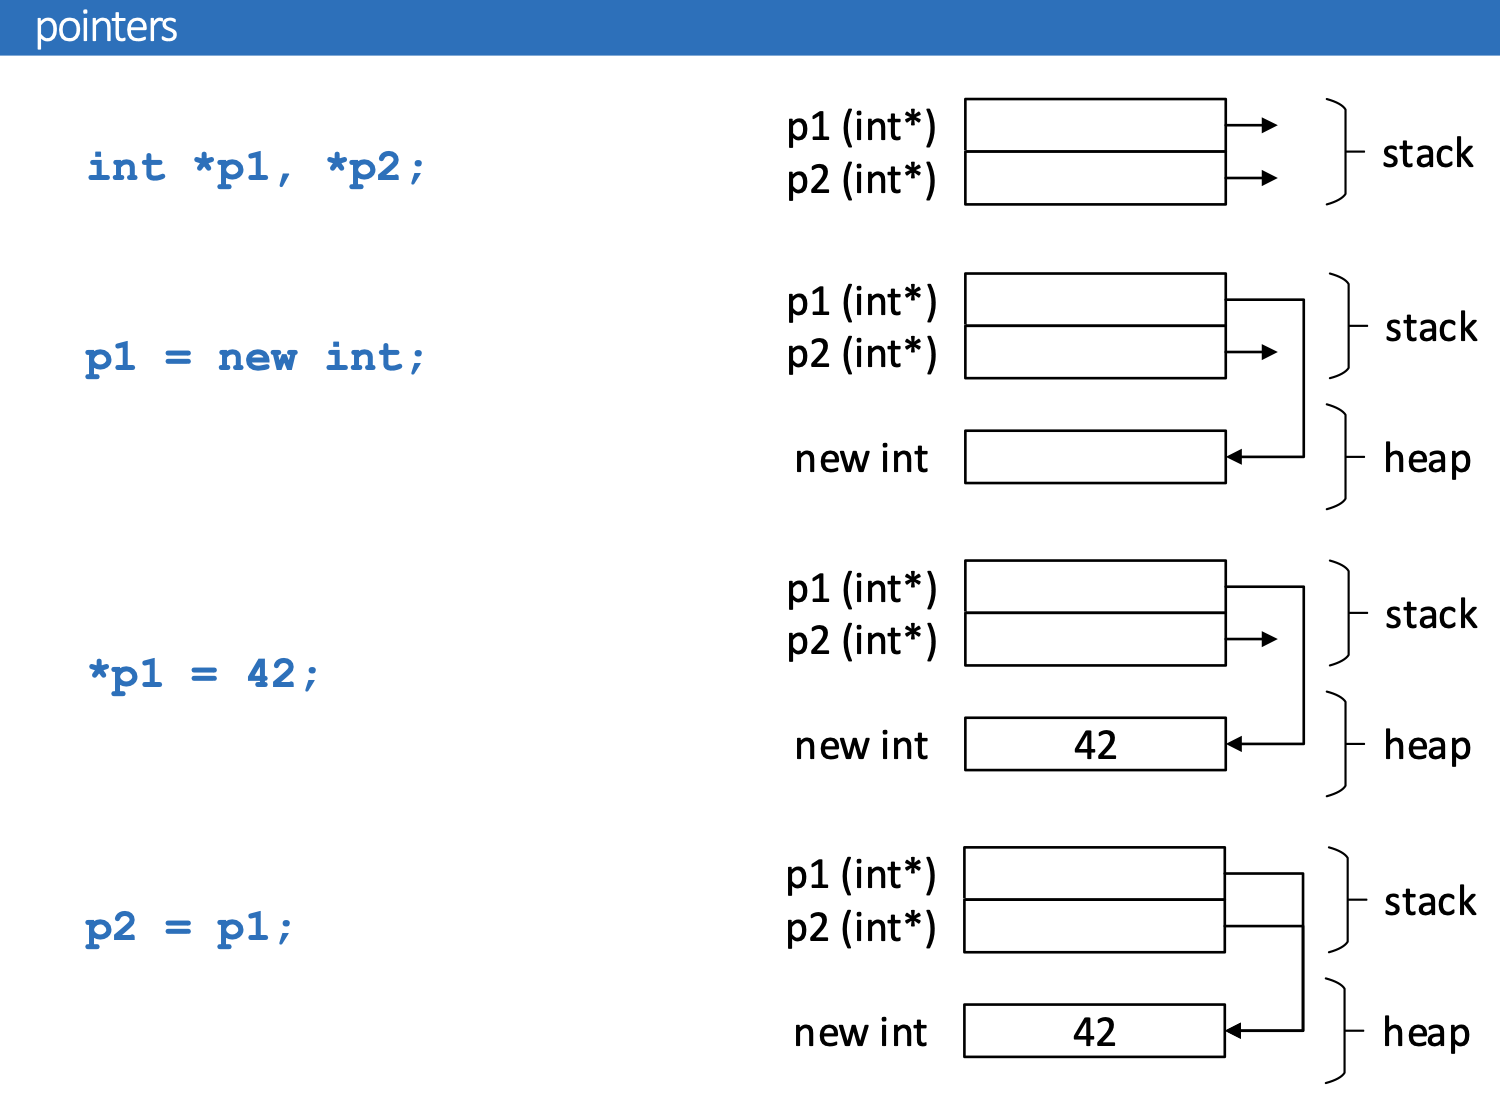 pointers
int *p1, *p2;
p1 (int*)
p2 (int*)
stack
p1 = new int;
p1 (int*)
p2 (int*)
stack
new int
heap
*p1 = 42;
p1 (int*)
p2 (int*)
stack
new int
42
heap
p2 = p1;
p1 (int*)
p2 (int*)
stack
new int
42
heap